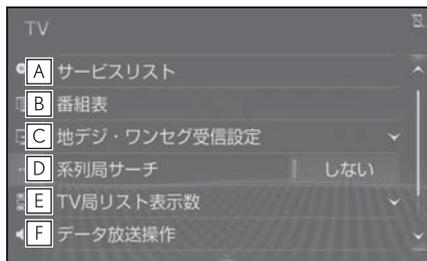 TV
A サービスリスト
B 番組表
C 地デジ・ワンセグ受信設定
D 系列局サーチ しない
E TV局リスト表示数
F データ放送操作